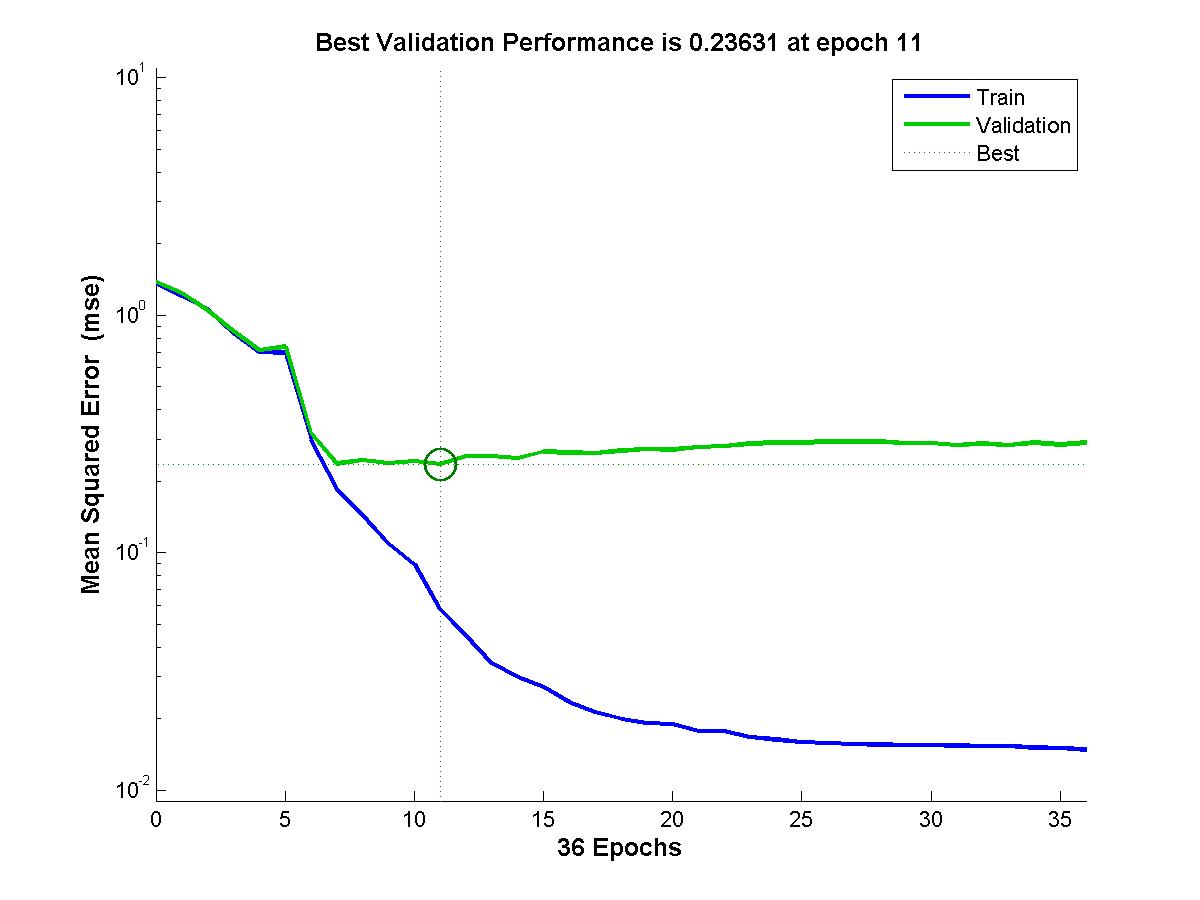 Best Validation Performance is 0.23631 at epoch 11
10^1
10^0
10^-1
10^-2
Mean Squared Error (mse)
Train
Validation
Best
0 5 10 15 20 25 30 35
36 Epochs